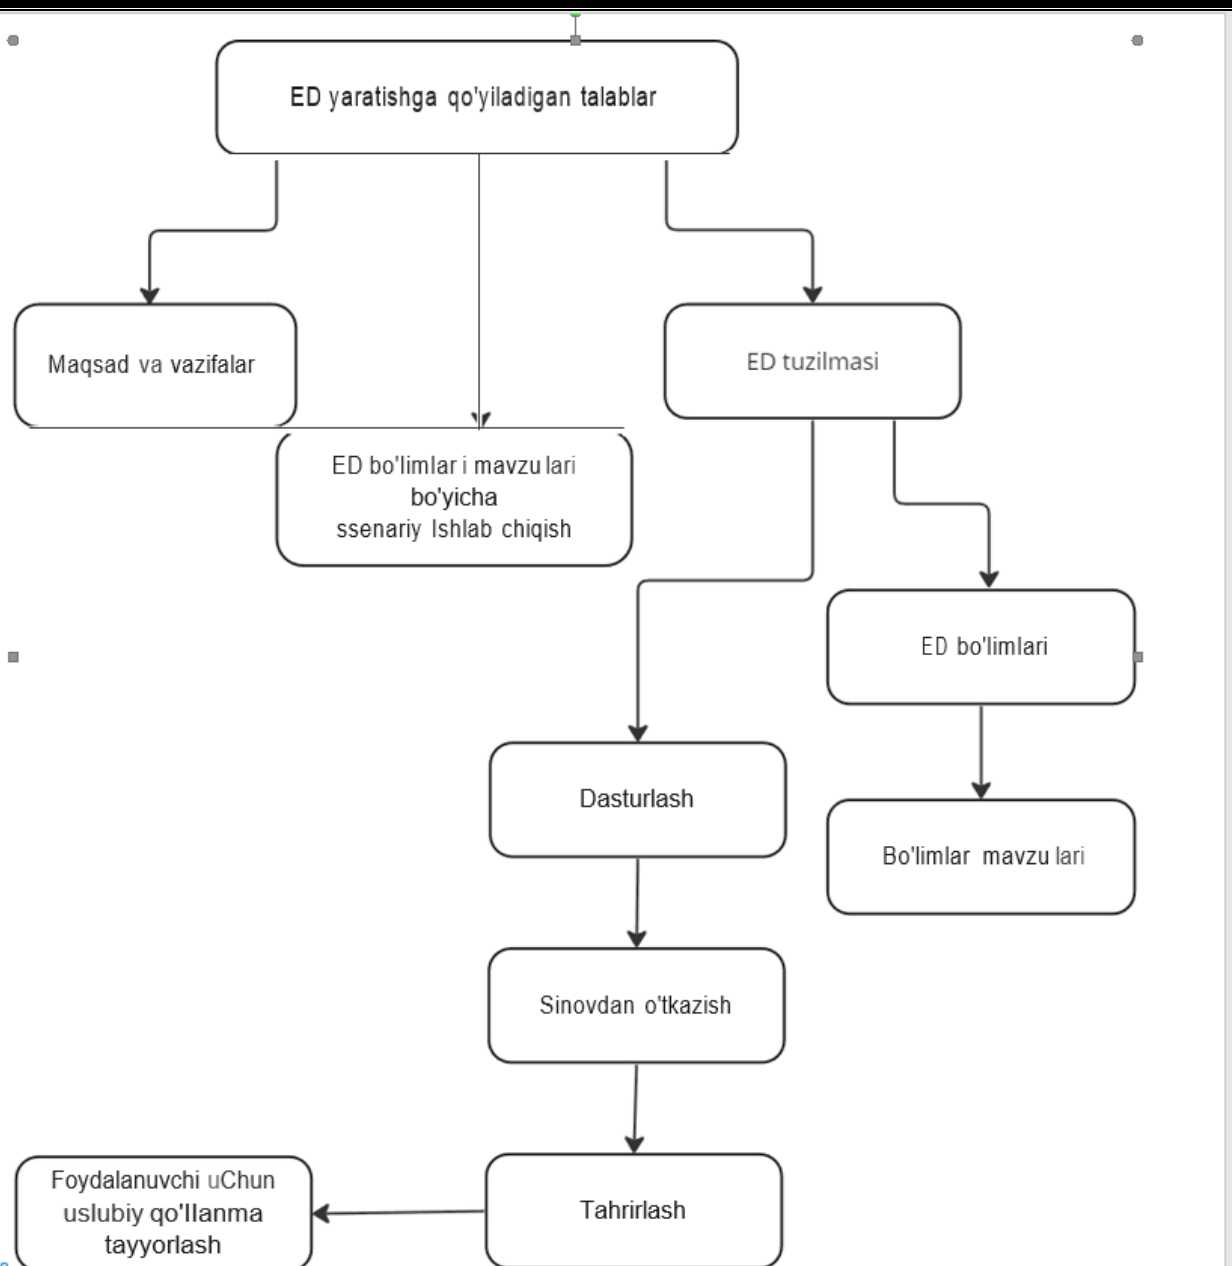 ED yaratishga qo'yiladigan talablar
Maqsad va vazifalar
ED tuzilmasi
ED bo'limlar i mavzu lari
bo'yicha
ssenariy Ishlab chiqish
ED bo'limlari
Dasturlash
Bo'limlar mavzu lari
Sinovdan o'tkazish
Foydalanuvchi uChun
uslubiy qo'llanma
tayyorlash
Tahrirlash